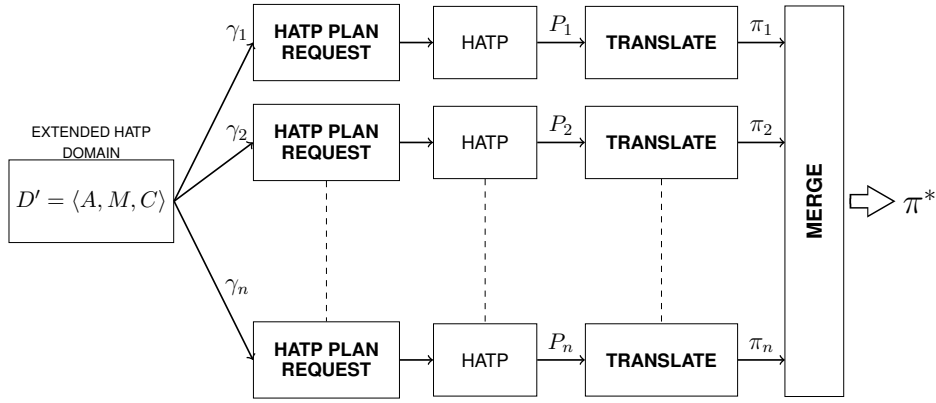 γ₁
HATP PLAN
REQUEST
HATP
P₁
TRANSLATE
π₁
γ₂
HATP PLAN
REQUEST
HATP
P₂
TRANSLATE
π₂
EXTENDED HATP
DOMAIN
D′ = ⟨A, M, C⟩
MERGE
π*
γₙ
HATP PLAN
REQUEST
HATP
Pₙ
TRANSLATE
πₙ